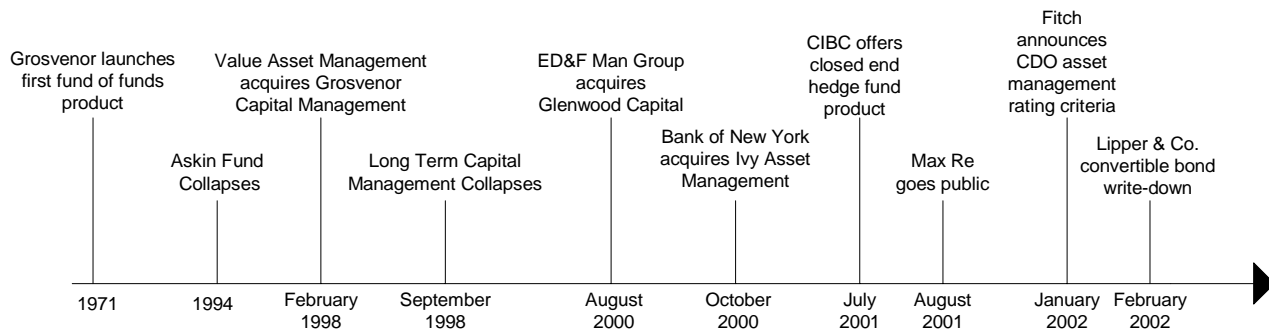 Grosvenor launches
first fund of funds
product
Askin Fund
Collapses
Value Asset Management
acquires Grosvenor
Capital Management
Long Term Capital
Management Collapses
ED&F Man Group
acquires
Glenwood Capital
Bank of New York
acquires Ivy Asset
Management
CIBC offers
closed end
hedge fund
product
Max Re
goes public
Fitch
announces
CDO asset
management
rating criteria
Lipper & Co.
convertible bond
write-down
1971
1994
February
1998
September
1998
August
2000
October
2000
July
2001
August
2001
January
2002
February
2002